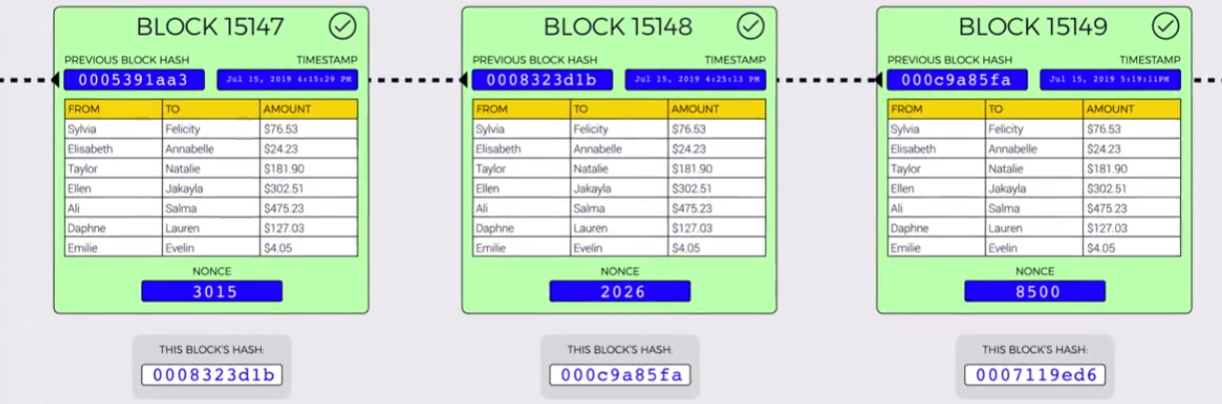 BLOCK 15147
PREVIOUS BLOCK HASH TIMESTAMP
0005391aa3 Jul 15, 2019 4:15:29 PM
FROM TO AMOUNT
Sylvia Felicity $76.53
Elisabeth Annabelle $24.23
Taylor Natalie $181.90
Ellen Jakayla $302.51
Ali Salma $475.23
Daphne Lauren $127.03
Emilie Evelin $4.05
NONCE
3015
THIS BLOCK'S HASH:
0008323d1b
BLOCK 15148
PREVIOUS BLOCK HASH TIMESTAMP
0008323d1b Jul 15, 2019 4:25:13 PM
FROM TO AMOUNT
Sylvia Felicity $76.53
Elisabeth Annabelle $24.23
Taylor Natalie $181.90
Ellen Jakayla $302.51
Ali Salma $475.23
Daphne Lauren $127.03
Emilie Evelin $4.05
NONCE
2026
THIS BLOCK'S HASH:
000c9a85fa
BLOCK 15149
PREVIOUS BLOCK HASH TIMESTAMP
000c9a85fa Jul 15, 2019 5:19:11PM
FROM TO AMOUNT
Sylvia Felicity $76.53
Elisabeth Annabelle $24.23
Taylor Natalie $181.90
Ellen Jakayla $302.51
Ali Salma $475.23
Daphne Lauren $127.03
Emilie Evelin $4.05
NONCE
8500
THIS BLOCK'S HASH:
0007119ed6